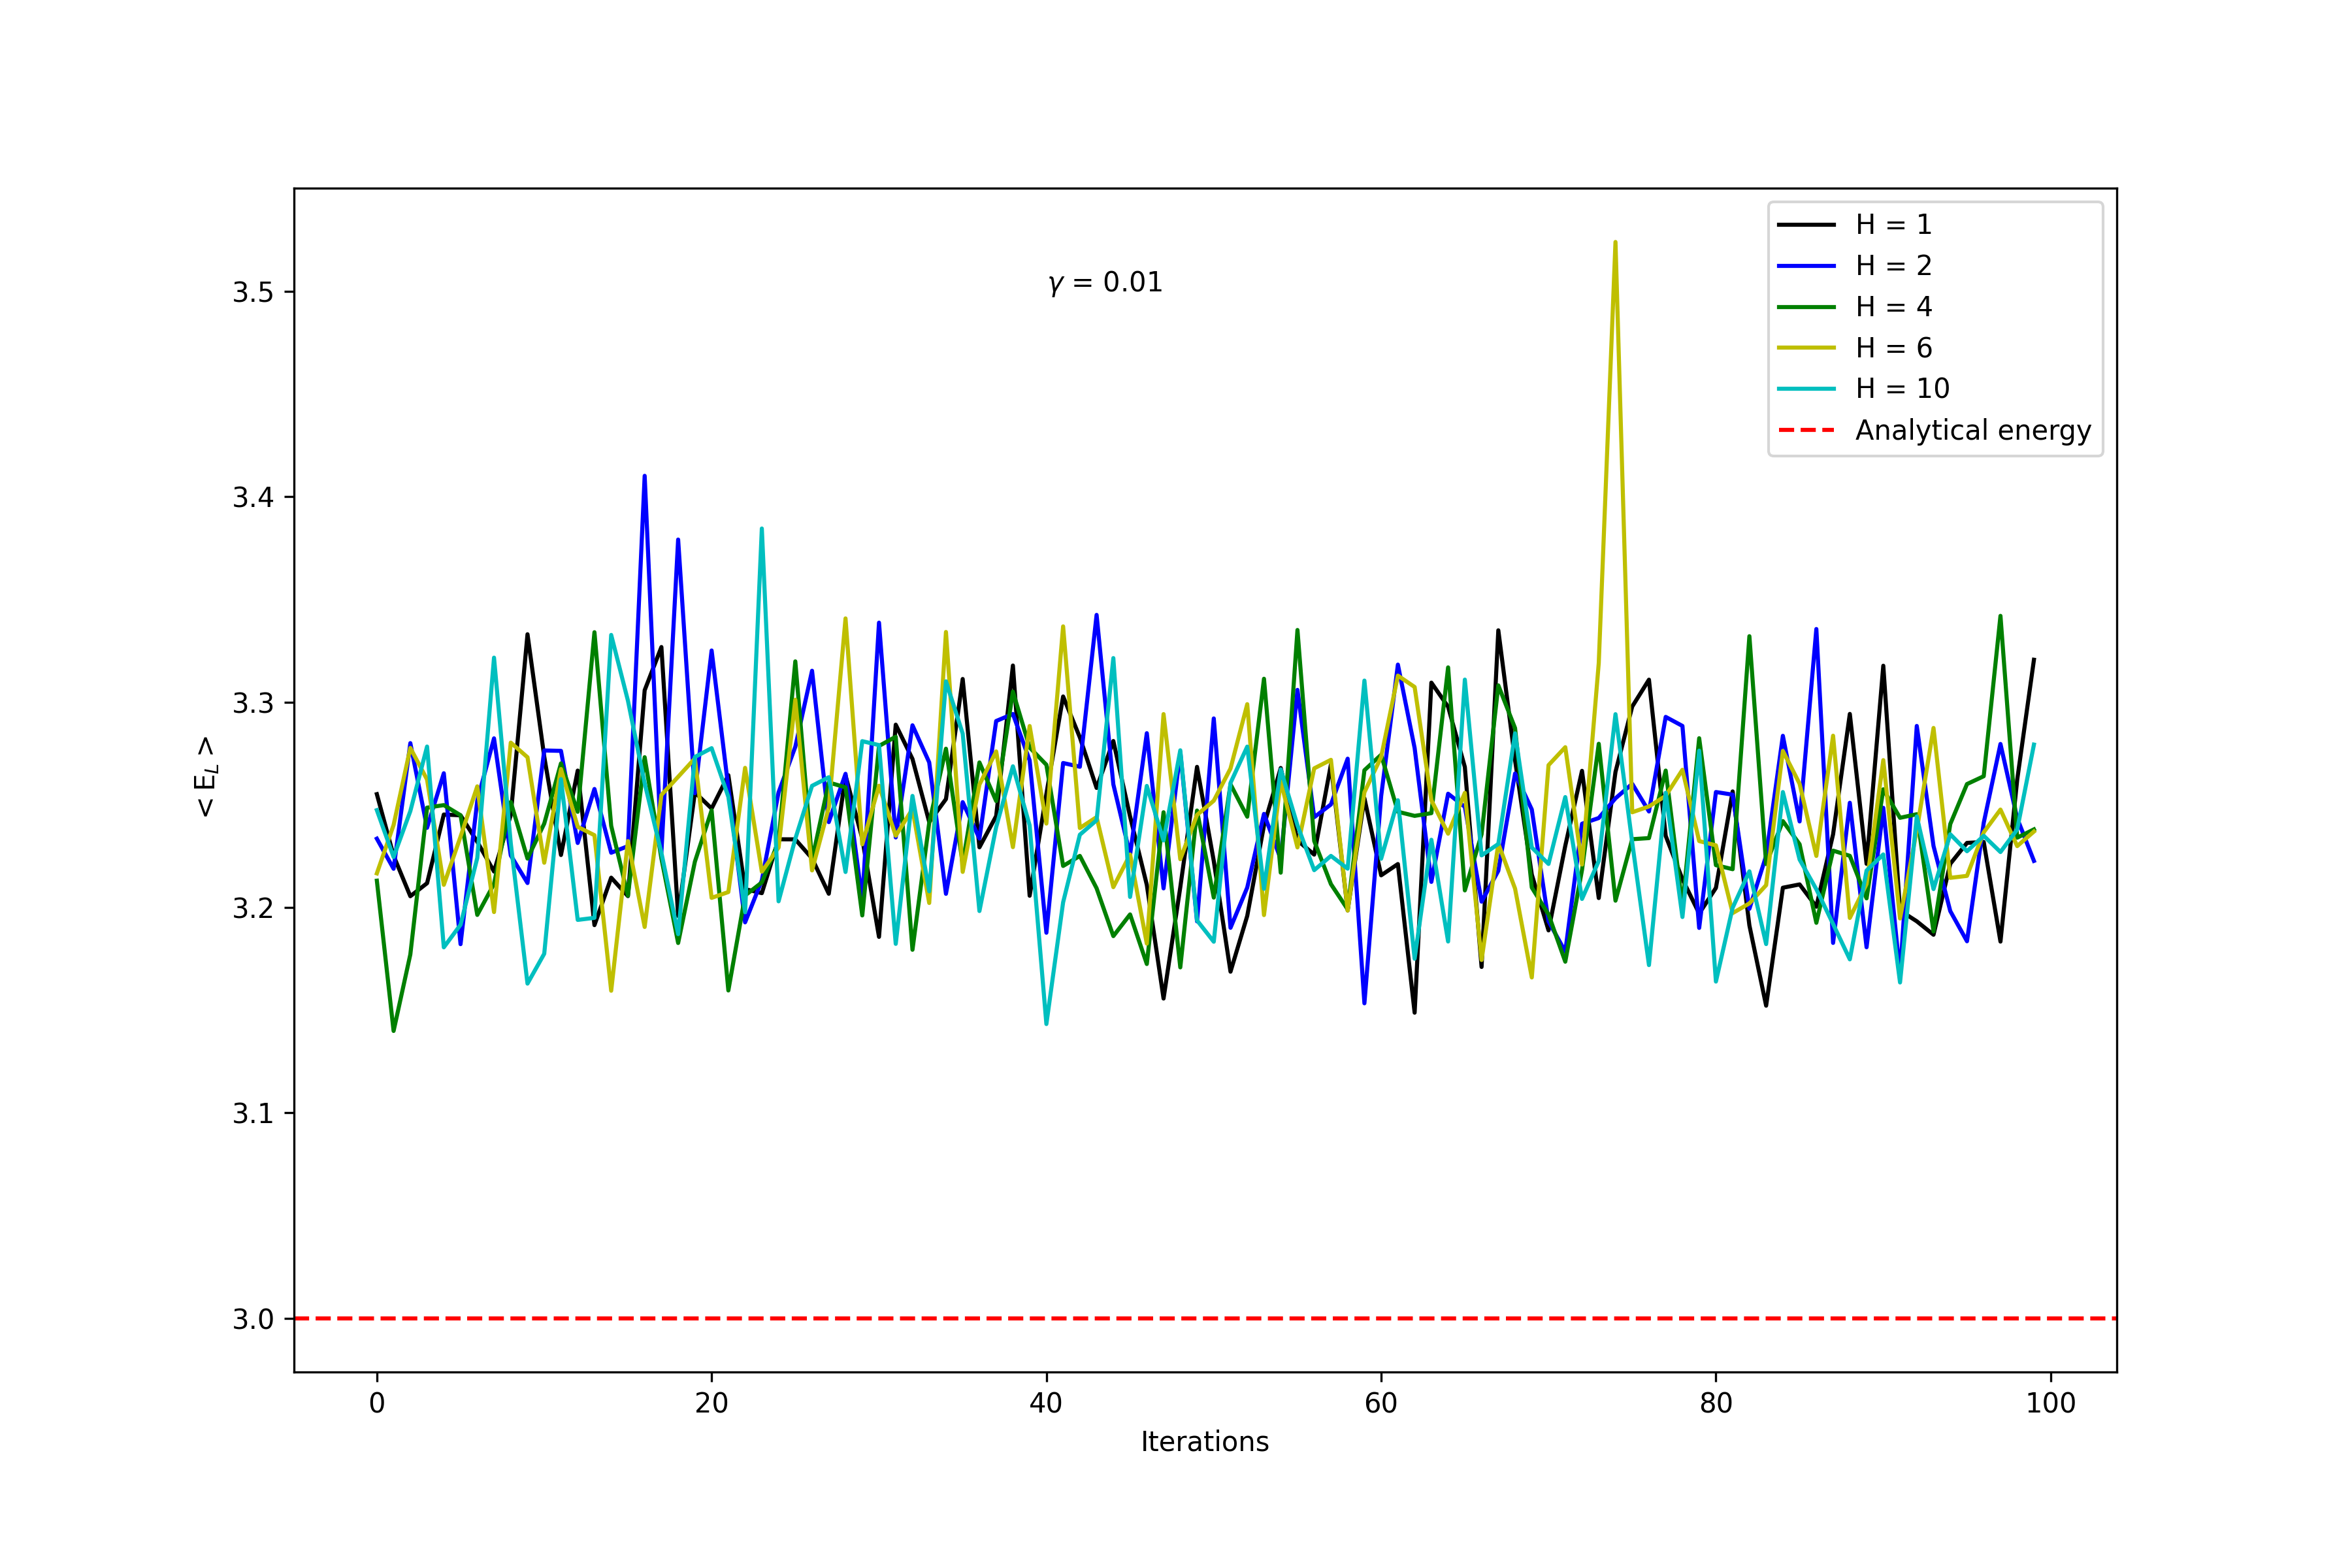 γ = 0.01
H = 1
H = 2
H = 4
H = 6
H = 10
Analytical energy
3.5
3.4
3.3
3.2
3.1
3.0
< E_L >
0 20 40 60 80 100
Iterations